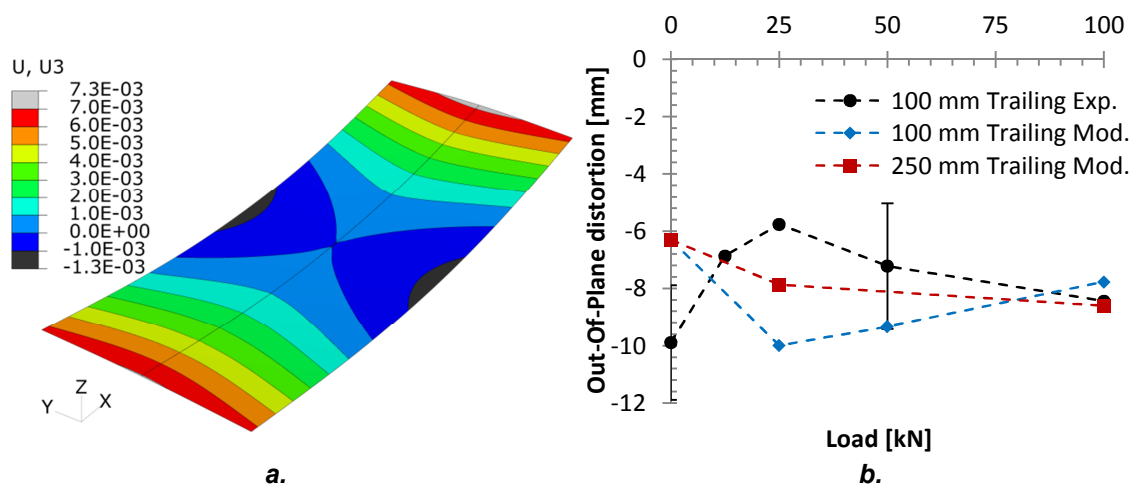 U, U3
7.3E-03
7.0E-03
6.0E-03
5.0E-03
4.0E-03
3.0E-03
2.0E-03
1.0E-03
0.0E+00
-1.0E-03
-1.3E-03
Z
Y X
a.
0 25 50 75 100
0
-2
-4
-6
-8
-10
-12
Out-Of-Plane distortion [mm]
100 mm Trailing Exp.
100 mm Trailing Mod.
250 mm Trailing Mod.
Load [kN]
b.